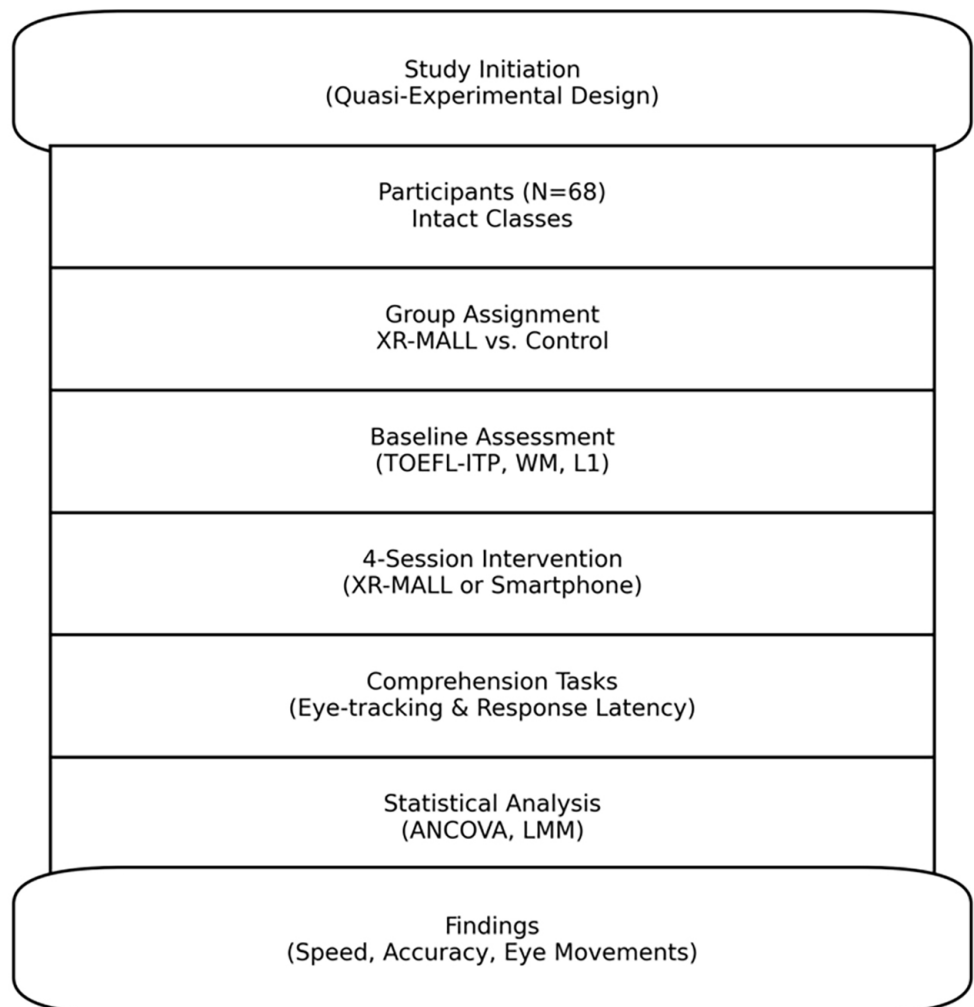 Study Initiation
(Quasi-Experimental Design)
Participants (N=68)
Intact Classes
Group Assignment
XR-MALL vs. Control
Baseline Assessment
(TOEFL-ITP, WM, L1)
4-Session Intervention
(XR-MALL or Smartphone)
Comprehension Tasks
(Eye-tracking & Response Latency)
Statistical Analysis
(ANCOVA, LMM)
Findings
(Speed, Accuracy, Eye Movements)